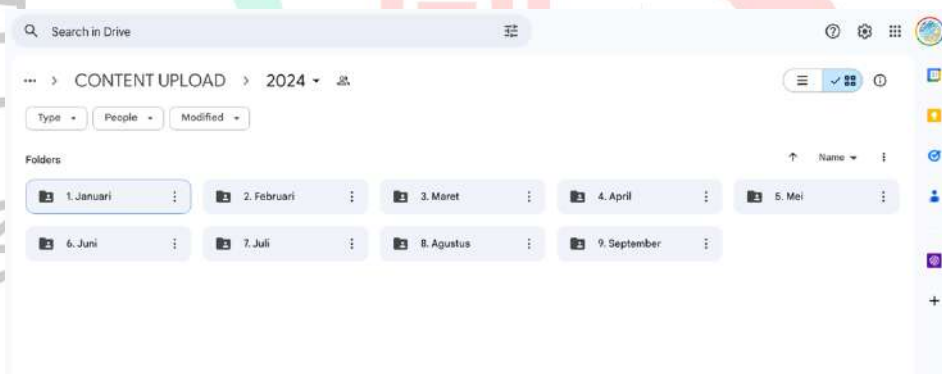 Search in Drive
... > CONTENT UPLOAD > 2024
Type People Modified
Folders Name
1. Januari 2. Februari 3. Maret 4. April 5. Mei
6. Juni 7. Juli 8. Agustus 9. September